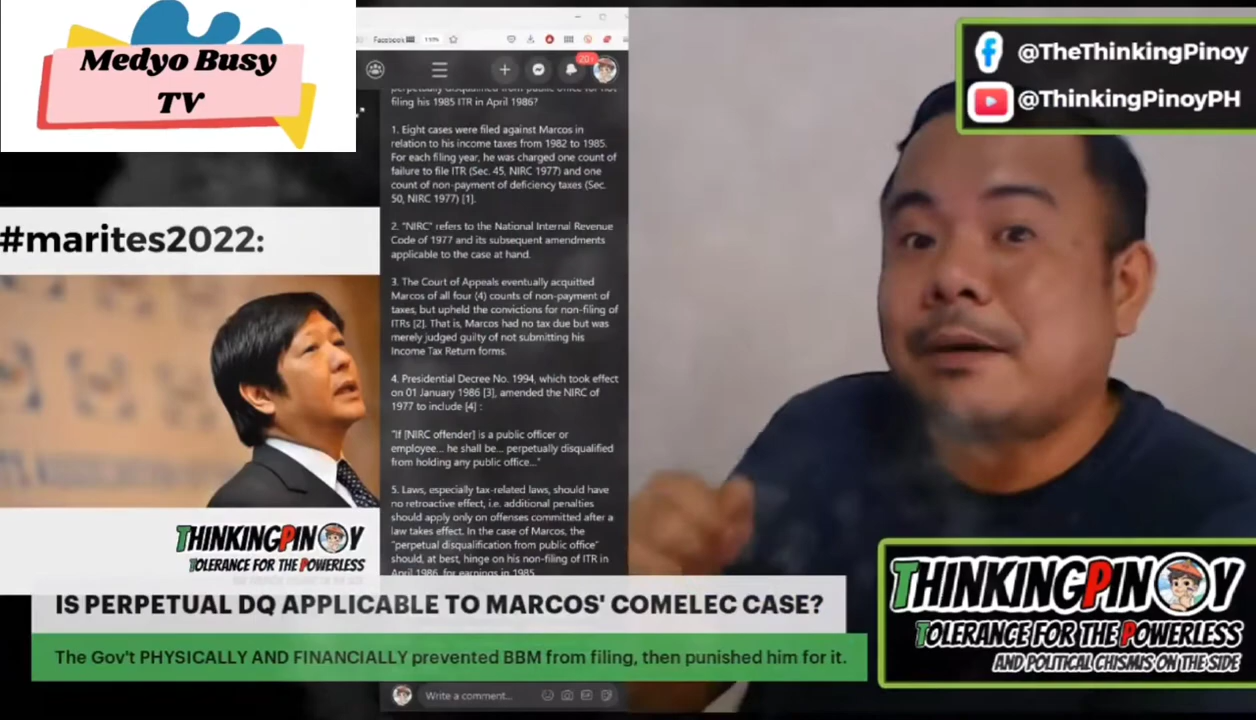 Medyo Busy
TV
@TheThinkingPinoy
@ThinkingPinoyPH
Facebook
20+
perpetually disqualified from public office for not
filing his 1985 ITR in April 1986?
1. Eight cases were filed against Marcos in
relation to his income taxes from 1982 to 1985.
For each filing year, he was charged one count of
failure to file ITR (Sec. 45, NIRC 1977) and one
count of non-payment of deficiency taxes (Sec.
50, NIRC 1977) [1].
2. "NIRC" refers to the National Internal Revenue
Code of 1977 and its subsequent amendments
applicable to the case at hand.
3. The Court of Appeals eventually acquitted
Marcos of all four (4) counts of non-payment of
taxes, but upheld the convictions for non-filing of
ITRs [2]. That is, Marcos had no tax due but was
merely judged guilty of not submitting his
Income Tax Return forms.
4. Presidential Decree No. 1994, which took effect
on 01 January 1986 [3], amended the NIRC of
1977 to include [4] :
"If [NIRC offender] is a public officer or
employee... he shall be... perpetually disqualified
from holding any public office..."
5. Laws, especially tax-related laws, should have
no retroactive effect, i.e. additional penalties
should apply only on offenses committed after a
law takes effect. In the case of Marcos, the
"perpetual disqualification from public office"
should, at best, hinge on his non-filing of ITR in
April 1986, for earnings in 1985.
#marites2022:
THINKINGPINOY
TOLERANCE FOR THE POWERLESS
IS PERPETUAL DQ APPLICABLE TO MARCOS' COMELEC CASE?
The Gov't PHYSICALLY AND FINANCIALLY prevented BBM from filing, then punished him for it.
Write a comment...
GIF
THINKINGPINOY
TOLERANCE FOR THE POWERLESS
AND POLITICAL CHISMIS ON THE SIDE